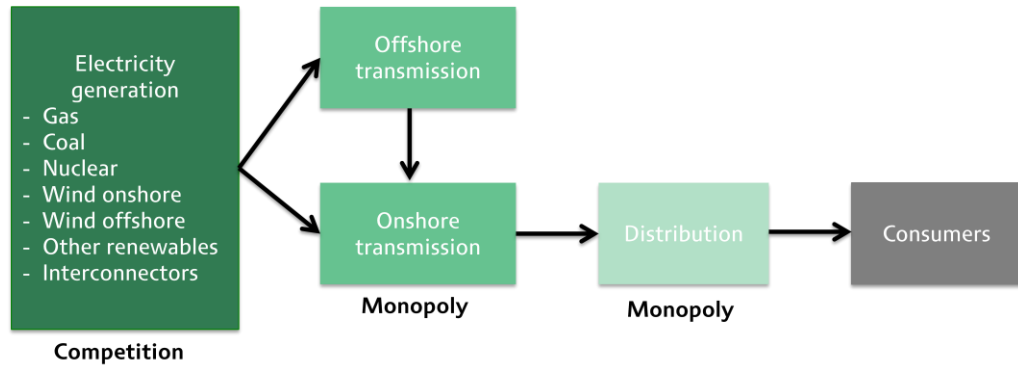 Electricity
generation
- Gas
- Coal
- Nuclear
- Wind onshore
- Wind offshore
- Other renewables
- Interconnectors
Competition
Offshore
transmission
Onshore
transmission
Monopoly
Distribution
Monopoly
Consumers